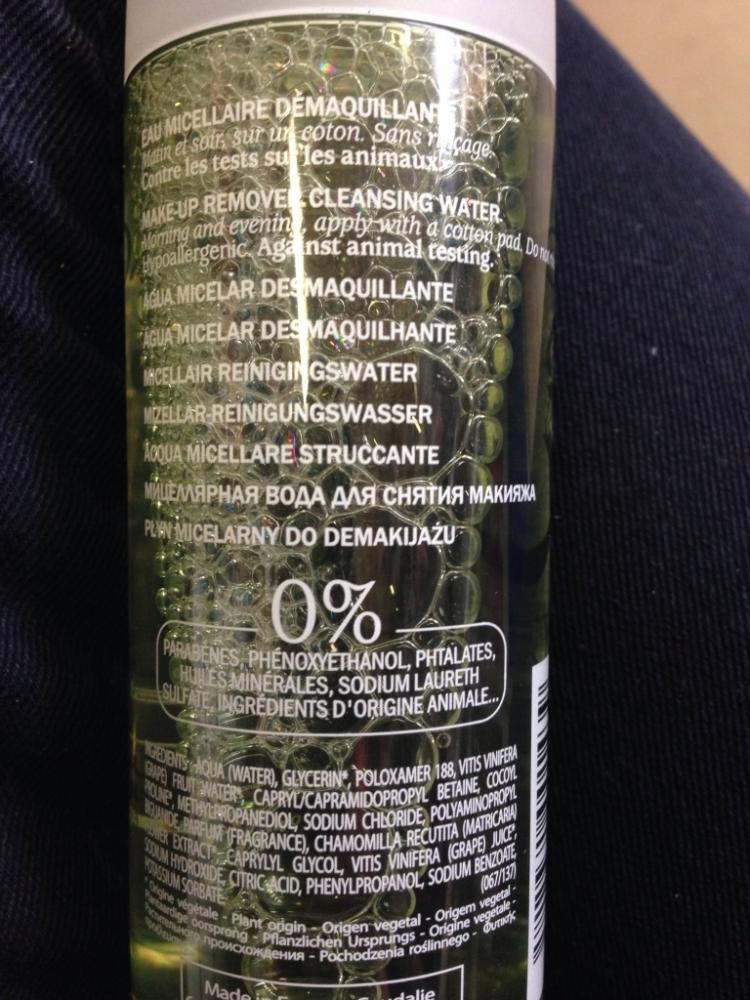 EAU MICELLAIRE DÉMAQUILLANTE
Matin et soir, sur un coton. Sans rinçage.
Contre les tests sur les animaux.
MAKE-UP REMOVER CLEANSING WATER.
Morning and evening, apply with a cotton pad. Do not
Hypoallergenic. Against animal testing.
AGUA MICELAR DESMAQUILLANTE
ÁGUA MICELAR DESMAQUILHANTE
MICELLAIR REINIGINGSWATER
MIZELLAR-REINIGUNGSWASSER
ACQUA MICELLARE STRUCCANTE
МИЦЕЛЛЯРНАЯ ВОДА ДЛЯ СНЯТИЯ МАКИЯЖА
PŁYN MICELARNY DO DEMAKIJAŻU
0%
PARABÈNES, PHÉNOXYÉTHANOL, PHTALATES,
HUILES MINÉRALES, SODIUM LAURETH
SULFATE, INGRÉDIENTS D'ORIGINE ANIMALE...
INGREDIENTS: AQUA (WATER), GLYCERIN*, POLOXAMER 188, VITIS VINIFERA
(GRAPE) FRUIT WATER*, CAPRYL/CAPRAMIDOPROPYL BETAINE, COCOYL
PROLINE*, METHYLPROPANEDIOL, SODIUM CHLORIDE, POLYAMINOPROPYL
BIGUANIDE, PARFUM (FRAGRANCE), CHAMOMILLA RECUTITA (MATRICARIA)
FLOWER EXTRACT*, CAPRYLYL GLYCOL, VITIS VINIFERA (GRAPE) JUICE*,
SODIUM HYDROXIDE, CITRIC ACID, PHENYLPROPANOL, SODIUM BENZOATE,
POTASSIUM SORBATE. (067/137)
* Origine végétale - Plant origin - Origen vegetal - Origem vegetal -
Plantaardige oorsprong - Pflanzlichen Ursprungs - Origine vegetale -
Растительного происхождения - Pochodzenia roślinnego - Φυτικής
Made in Caudalie